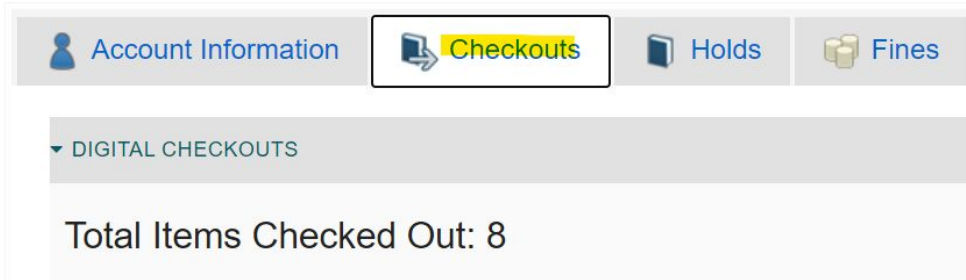 Account Information Checkouts Holds Fines
DIGITAL CHECKOUTS
Total Items Checked Out: 8